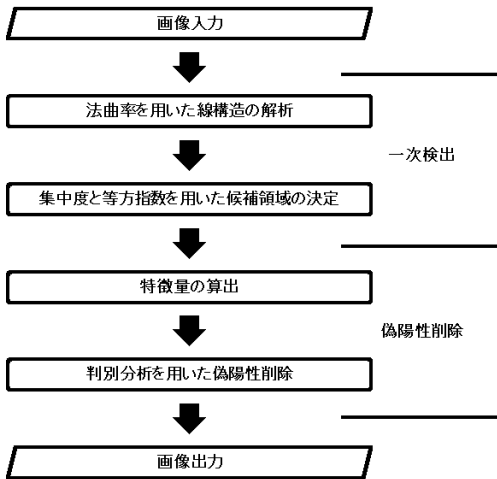 画像入力
法曲率を用いた線構造の解析
一次検出
集中度と等方指数を用いた候補領域の決定
特徴量の算出
偽陽性削除
判別分析を用いた偽陽性削除
画像出力